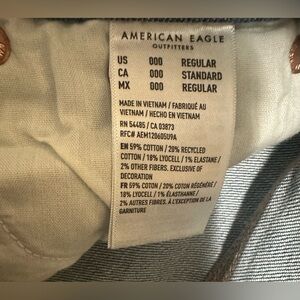 AMERICAN EAGLE
OUTFITTERS
US 000 REGULAR
CA 000 STANDARD
MX 000 REGULAR
MADE IN VIETNAM / FABRIQUÉ AU
VIETNAM / HECHO EN VIETNAM
RN 54485 / CA 03873
RFC# AEM120605U9A
EN 59% COTTON / 20% RECYCLED
COTTON / 18% LYOCELL / 1% ELASTANE /
2% OTHER FIBERS. EXCLUSIVE OF
DECORATION
FR 59% COTON / 20% COTON RÉGÉNÉRÉ /
18% LYOCELL / 1% ÉLASTHANNE /
2% AUTRES FIBRES. À L'EXCEPTION DE LA
GARNITURE